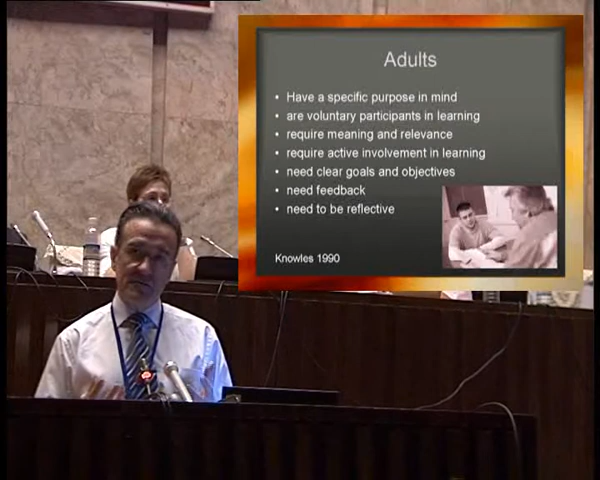 Adults
• Have a specific purpose in mind
• are voluntary participants in learning
• require meaning and relevance
• require active involvement in learning
• need clear goals and objectives
• need feedback
• need to be reflective
Knowles 1990